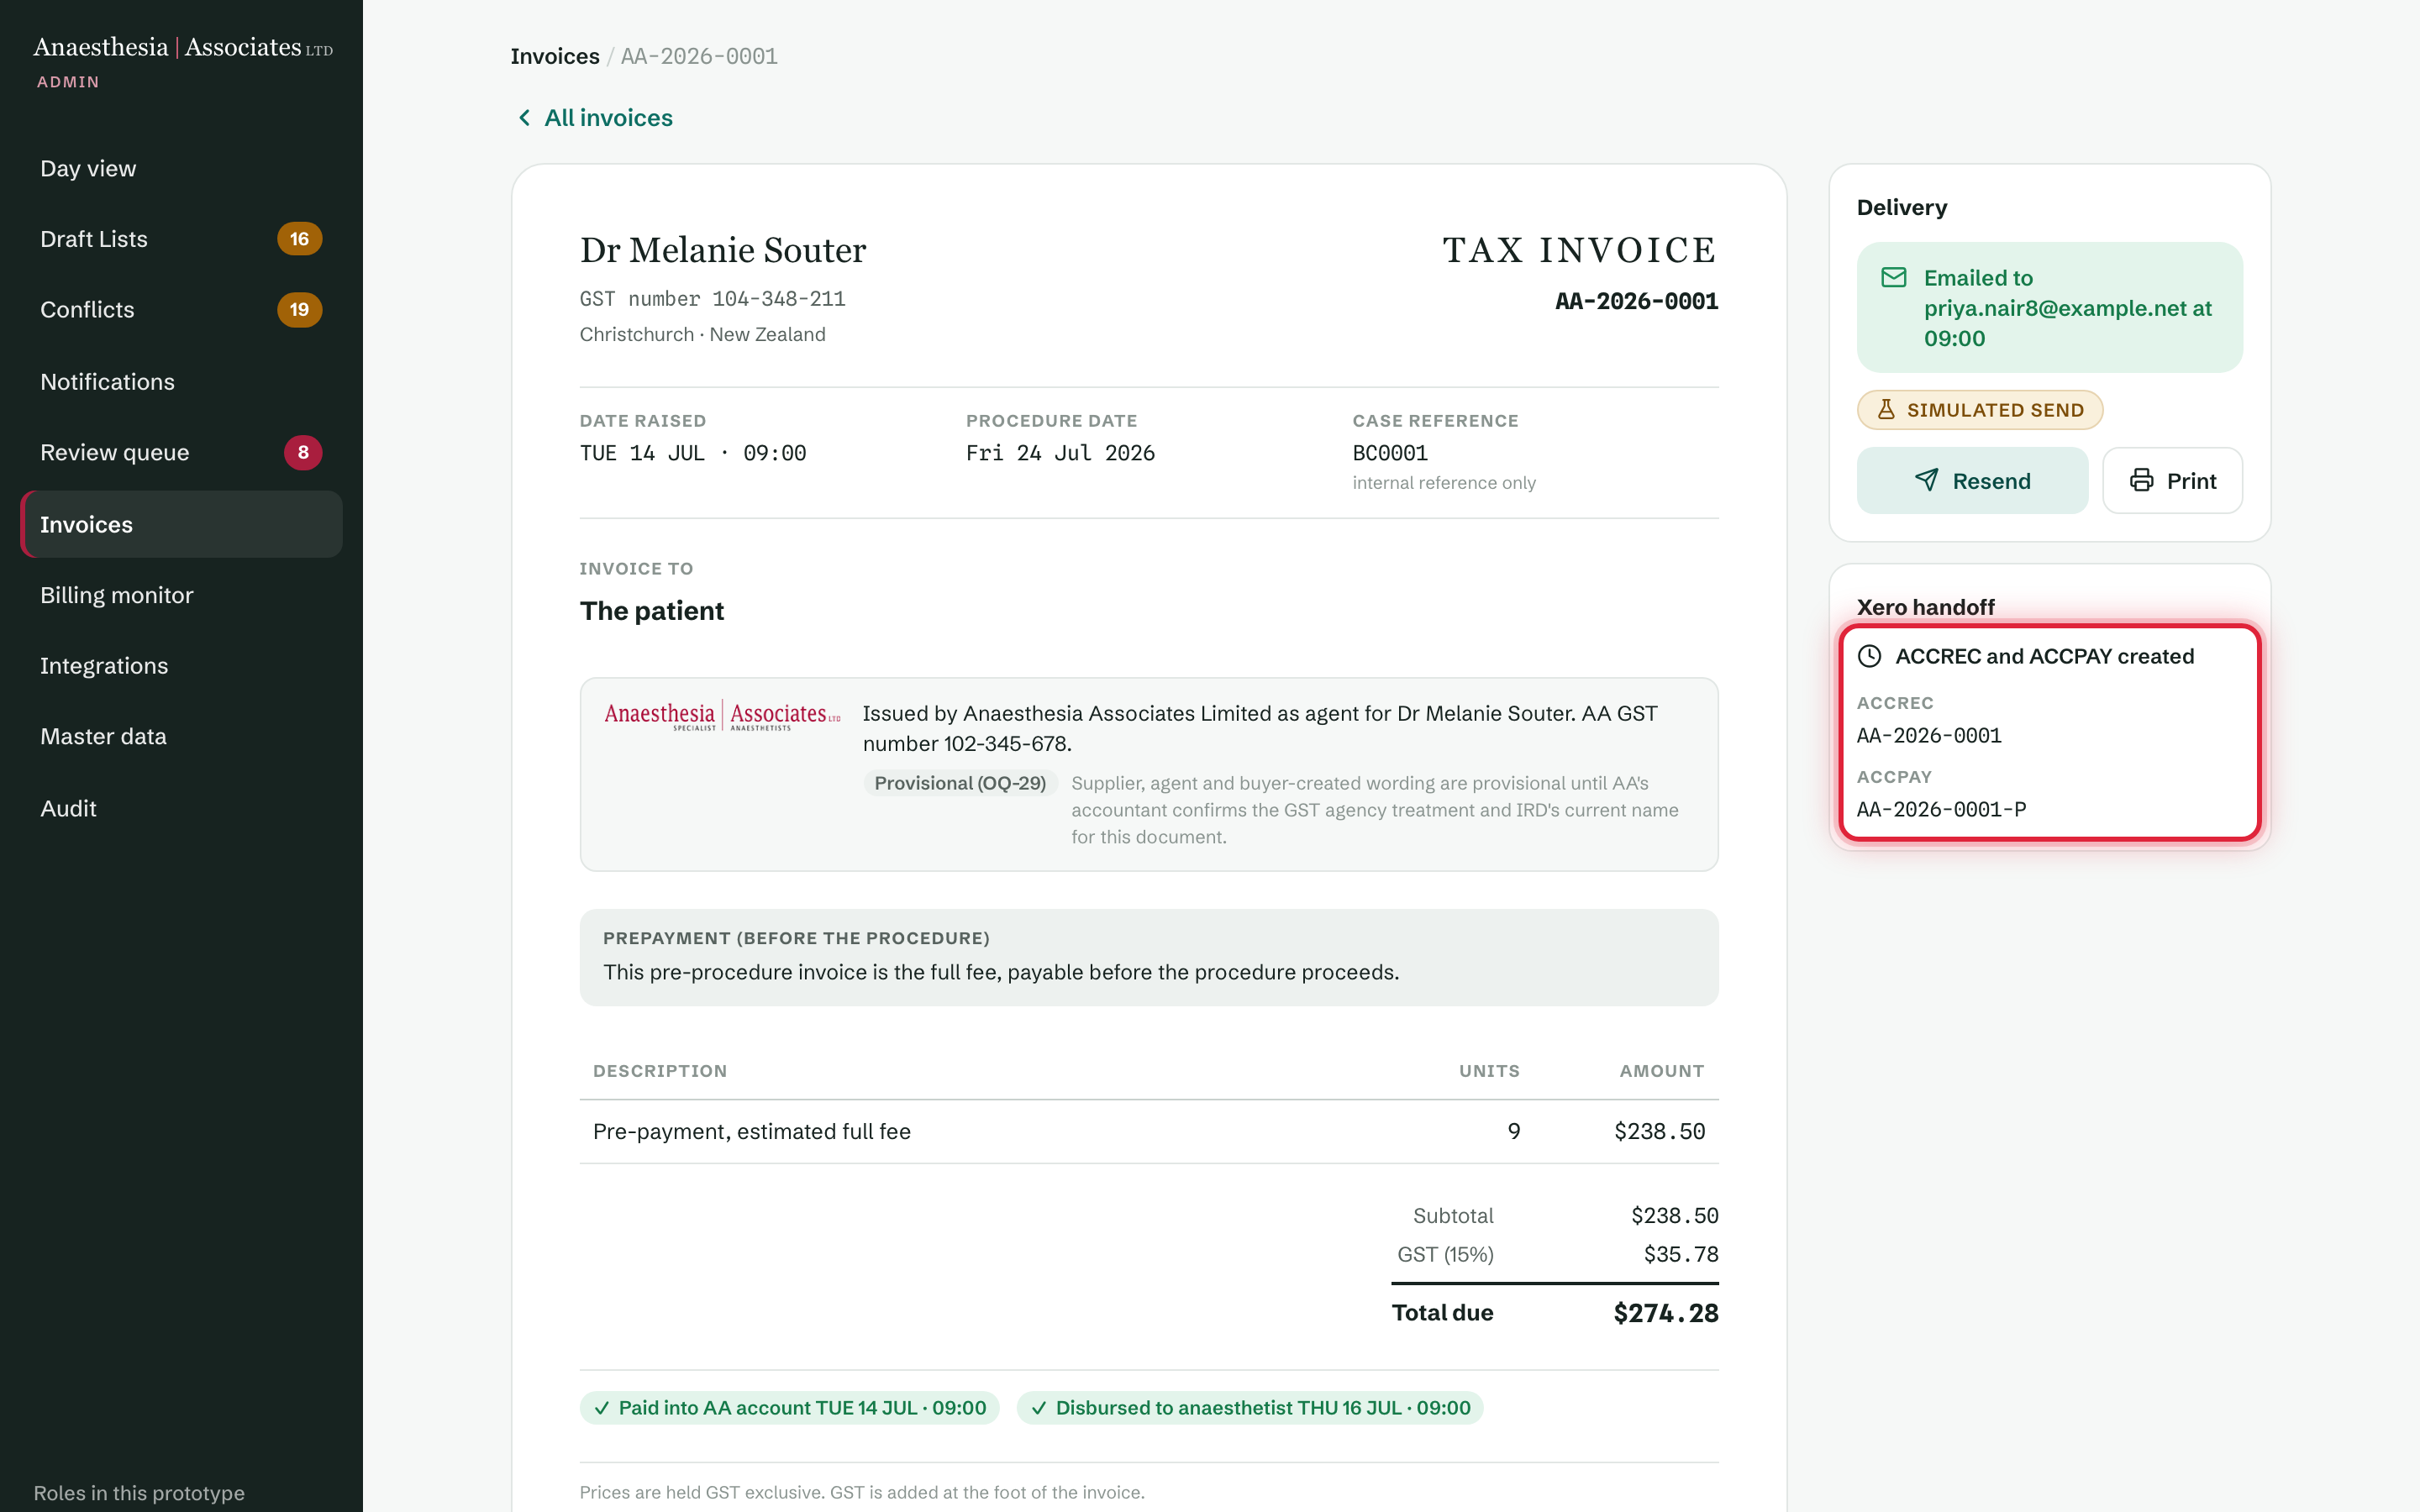 Anaesthesia | Associates LTD
ADMIN
Day view
Draft Lists 16
Conflicts 19
Notifications
Review queue 8
Invoices
Billing monitor
Integrations
Master data
Audit
Roles in this prototype
Invoices / AA-2026-0001
All invoices
Dr Melanie Souter
GST number 104-348-211
Christchurch · New Zealand
TAX INVOICE
AA-2026-0001
DATE RAISED
TUE 14 JUL · 09:00
PROCEDURE DATE
Fri 24 Jul 2026
CASE REFERENCE
BC0001
internal reference only
INVOICE TO
The patient
Anaesthesia | Associates LTD
SPECIALIST ANAESTHETISTS
Issued by Anaesthesia Associates Limited as agent for Dr Melanie Souter. AA GST
number 102-345-678.
Provisional (OQ-29)
Supplier, agent and buyer-created wording are provisional until AA's
accountant confirms the GST agency treatment and IRD's current name
for this document.
PREPAYMENT (BEFORE THE PROCEDURE)
This pre-procedure invoice is the full fee, payable before the procedure proceeds.
DESCRIPTION UNITS AMOUNT
Pre-payment, estimated full fee 9 $238.50
Subtotal $238.50
GST (15%) $35.78
Total due $274.28
Paid into AA account TUE 14 JUL · 09:00
Disbursed to anaesthetist THU 16 JUL · 09:00
Prices are held GST exclusive. GST is added at the foot of the invoice.
Delivery
Emailed to
priya.nair8@example.net at
09:00
SIMULATED SEND
Resend
Print
Xero handoff
ACCREC and ACCPAY created
ACCREC
AA-2026-0001
ACCPAY
AA-2026-0001-P